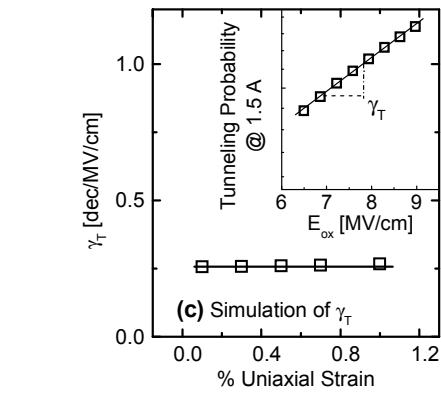 γT [dec/MV/cm]
1.0
0.5
0.0
Tunneling Probability
@ 1.5 A
γT
6 7 8 9
Eox [MV/cm]
(c) Simulation of γT
0.0 0.4 0.8 1.2
% Uniaxial Strain